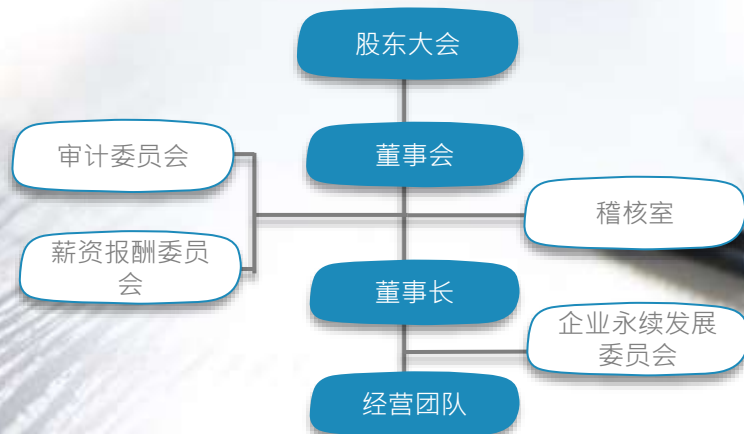 股东大会
审计委员会
董事会
稽核室
薪资报酬委员
会
董事长
企业永续发展
委员会
经营团队